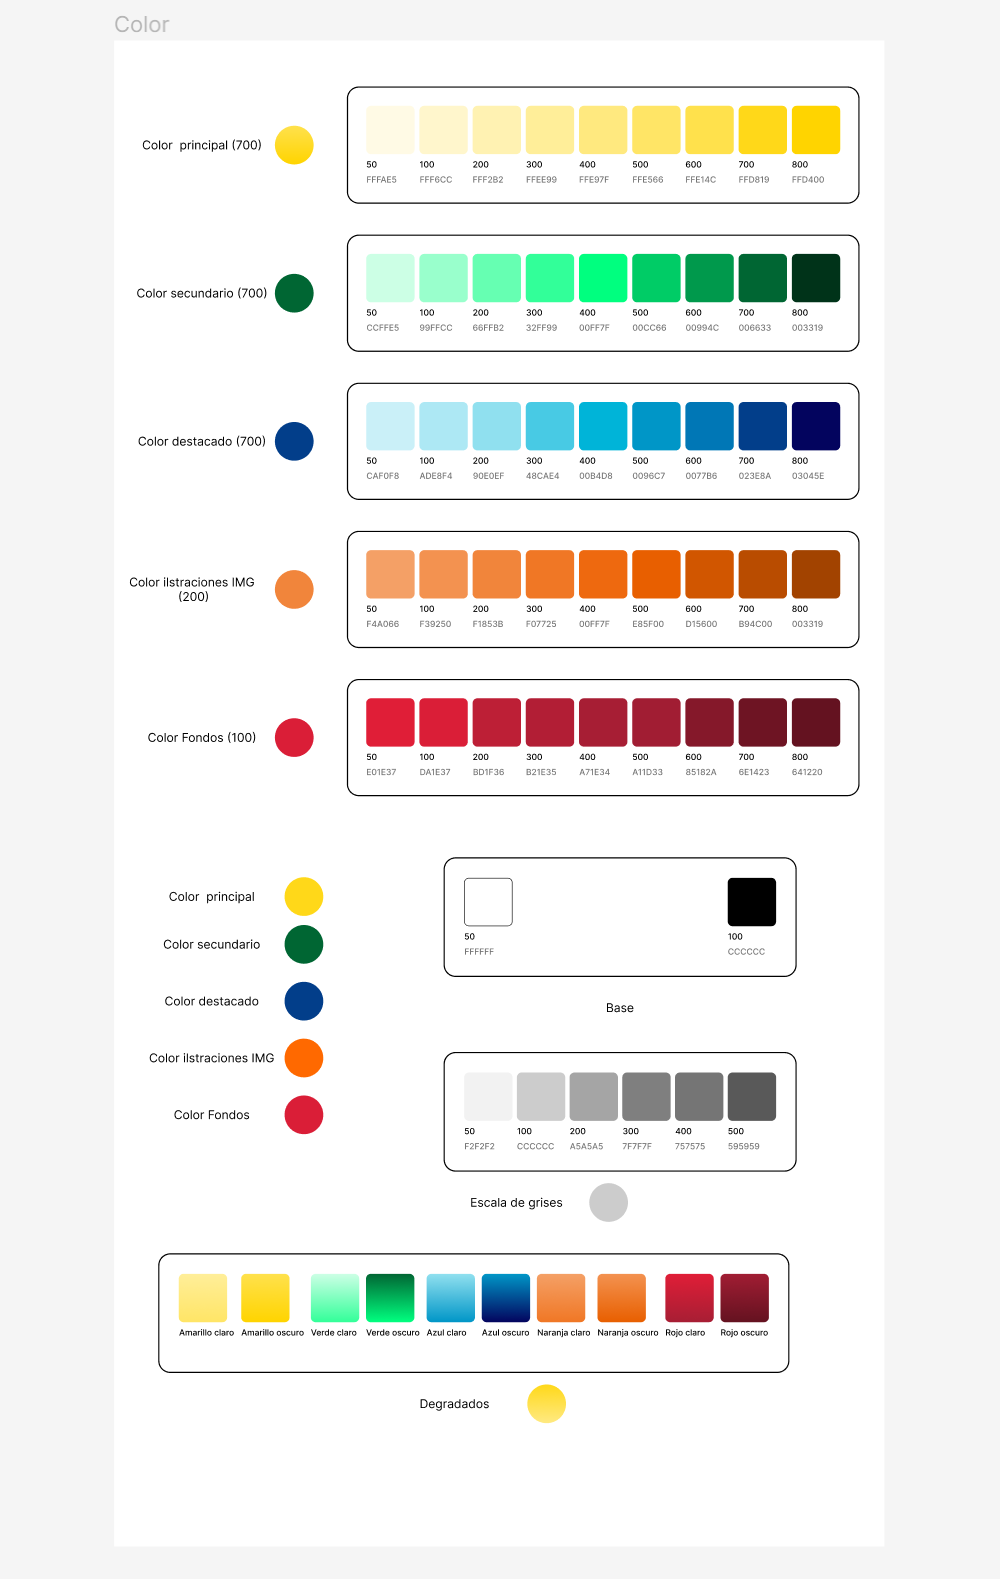 Color
Color principal (700)
50 100 200 300 400 500 600 700 800
FFFAE5 FFF6CC FFF2B2 FFEE99 FFE97F FFE566 FFE14C FFD819 FFD400
Color secundario (700)
50 100 200 300 400 500 600 700 800
CCFFE5 99FFCC 66FFB2 32FF99 00FF7F 00CC66 00994C 006633 003319
Color destacado (700)
50 100 200 300 400 500 600 700 800
CAF0F8 ADE8F4 90E0EF 48CAE4 00B4D8 0096C7 0077B6 023E8A 03045E
Color ilstraciones IMG
(200)
50 100 200 300 400 500 600 700 800
F4A066 F39250 F1853B F07725 00FF7F E85F00 D15600 B94C00 003319
Color Fondos (100)
50 100 200 300 400 500 600 700 800
E01E37 DA1E37 BD1F36 B21E35 A71E34 A11D33 85182A 6E1423 641220
Color principal
Color secundario
Color destacado
Color ilstraciones IMG
Color Fondos
50 100
FFFFFF CCCCCC
Base
50 100 200 300 400 500
F2F2F2 CCCCCC A5A5A5 7F7F7F 757575 595959
Escala de grises
Amarillo claro Amarillo oscuro Verde claro Verde oscuro Azul claro Azul oscuro Naranja claro Naranja oscuro Rojo claro Rojo oscuro
Degradados